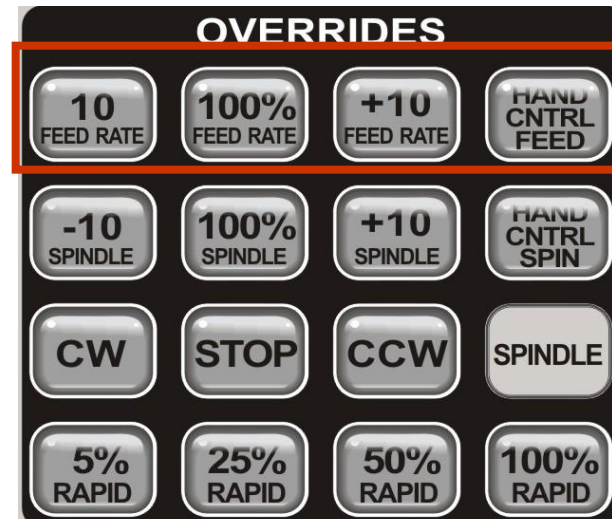 OVERRIDES
10 100% +10 HAND
FEED RATE FEED RATE FEED RATE CNTRL
FEED
-10 100% +10 HAND
SPINDLE SPINDLE SPINDLE CNTRL
SPIN
CW STOP CCW SPINDLE
5% 25% 50% 100%
RAPID RAPID RAPID RAPID